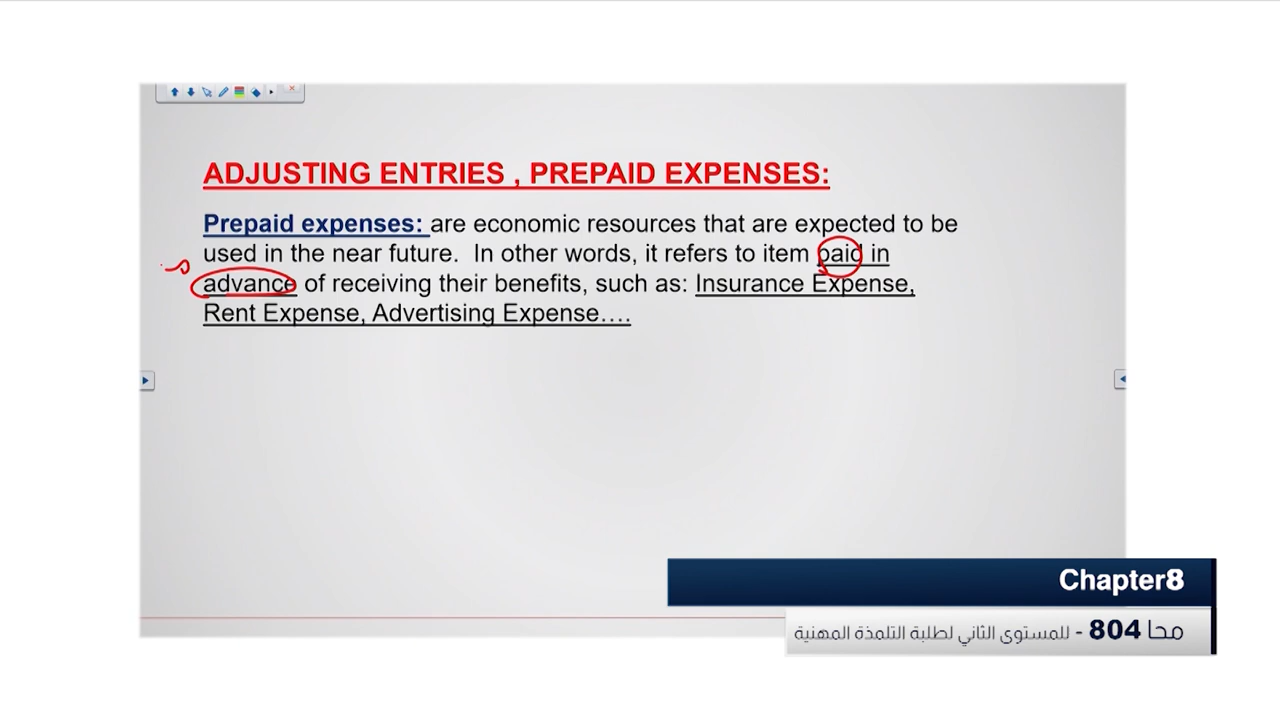 ADJUSTING ENTRIES , PREPAID EXPENSES:
Prepaid expenses: are economic resources that are expected to be
used in the near future. In other words, it refers to item paid in
advance of receiving their benefits, such as: Insurance Expense,
Rent Expense, Advertising Expense….
Chapter8
محا 804 - للمستوى الثاني لطلبة التلمذة المهنية